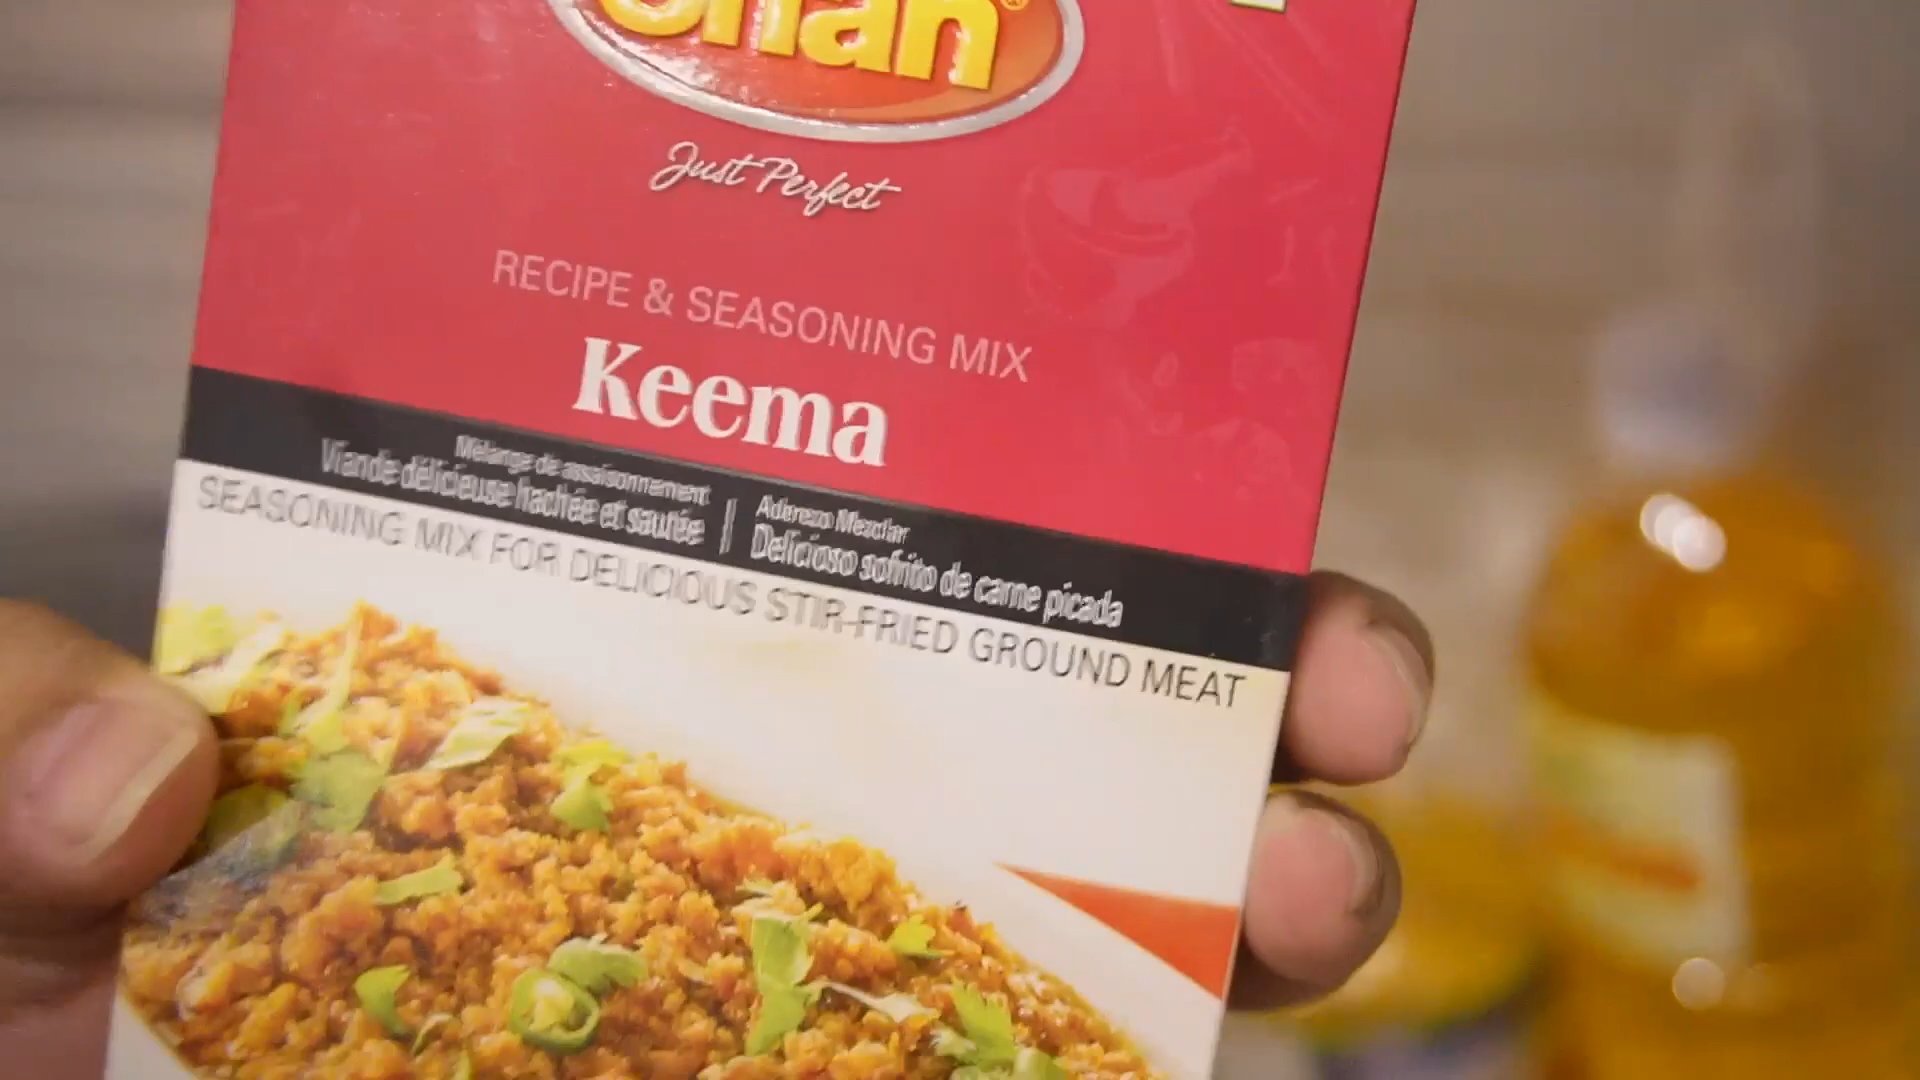 Shan
Just Perfect
RECIPE & SEASONING MIX
Keema
Mélange de assaisonnement
Viande délicieuse hachée et sautée
Aderezo Mezclar
Delicioso sofrito de carne picada
SEASONING MIX FOR DELICIOUS STIR-FRIED GROUND MEAT